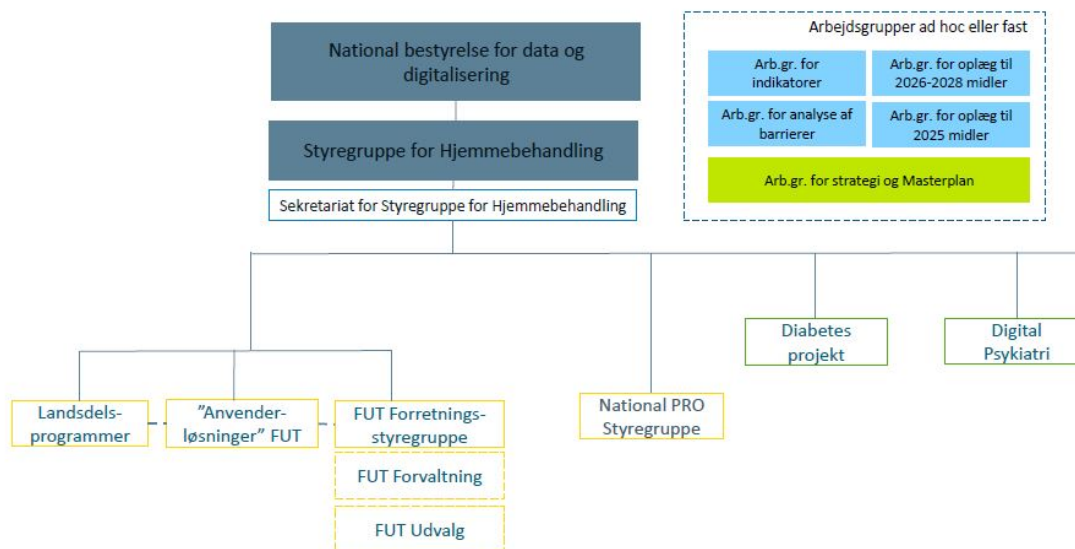 National bestyrelse for data og
digitalisering
Styregruppe for Hjemmebehandling
Sekretariat for Styregruppe for Hjemmebehandling
Arbejdsgrupper ad hoc eller fast
Arb.gr. for
indikatorer
Arb.gr. for oplæg til
2026-2028 midler
Arb.gr. for analyse af
barrierer
Arb.gr. for oplæg til
2025 midler
Arb.gr. for strategi og Masterplan
Diabetes
projekt
Digital
Psykiatri
Landsdels-
programmer
”Anvender-
løsninger” FUT
FUT Forretnings-
styregruppe
National PRO
Styregruppe
FUT Forvaltning
FUT Udvalg